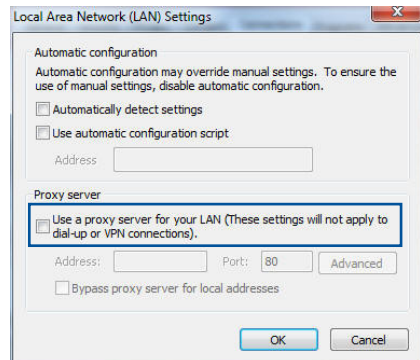 Local Area Network (LAN) Settings
Automatic configuration
Automatic configuration may override manual settings. To ensure the
use of manual settings, disable automatic configuration.
Automatically detect settings
Use automatic configuration script
Address
Proxy server
Use a proxy server for your LAN (These settings will not apply to
dial-up or VPN connections).
Address: Port: 80 Advanced
Bypass proxy server for local addresses
OK Cancel